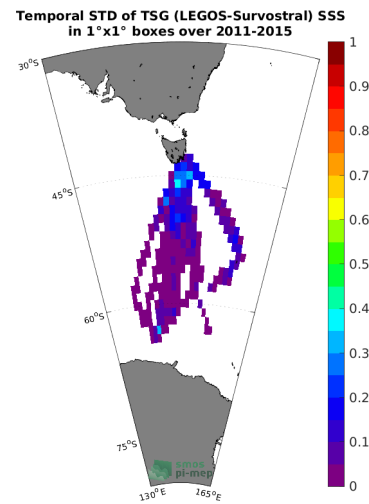 Temporal STD of TSG (LEGOS-Survostral) SSS
in 1°x1° boxes over 2011-2015
30°S
45°S
60°S
75°S
130°E
165°E
smos
pi-mep
1
0.9
0.8
0.7
0.6
0.5
0.4
0.3
0.2
0.1
0